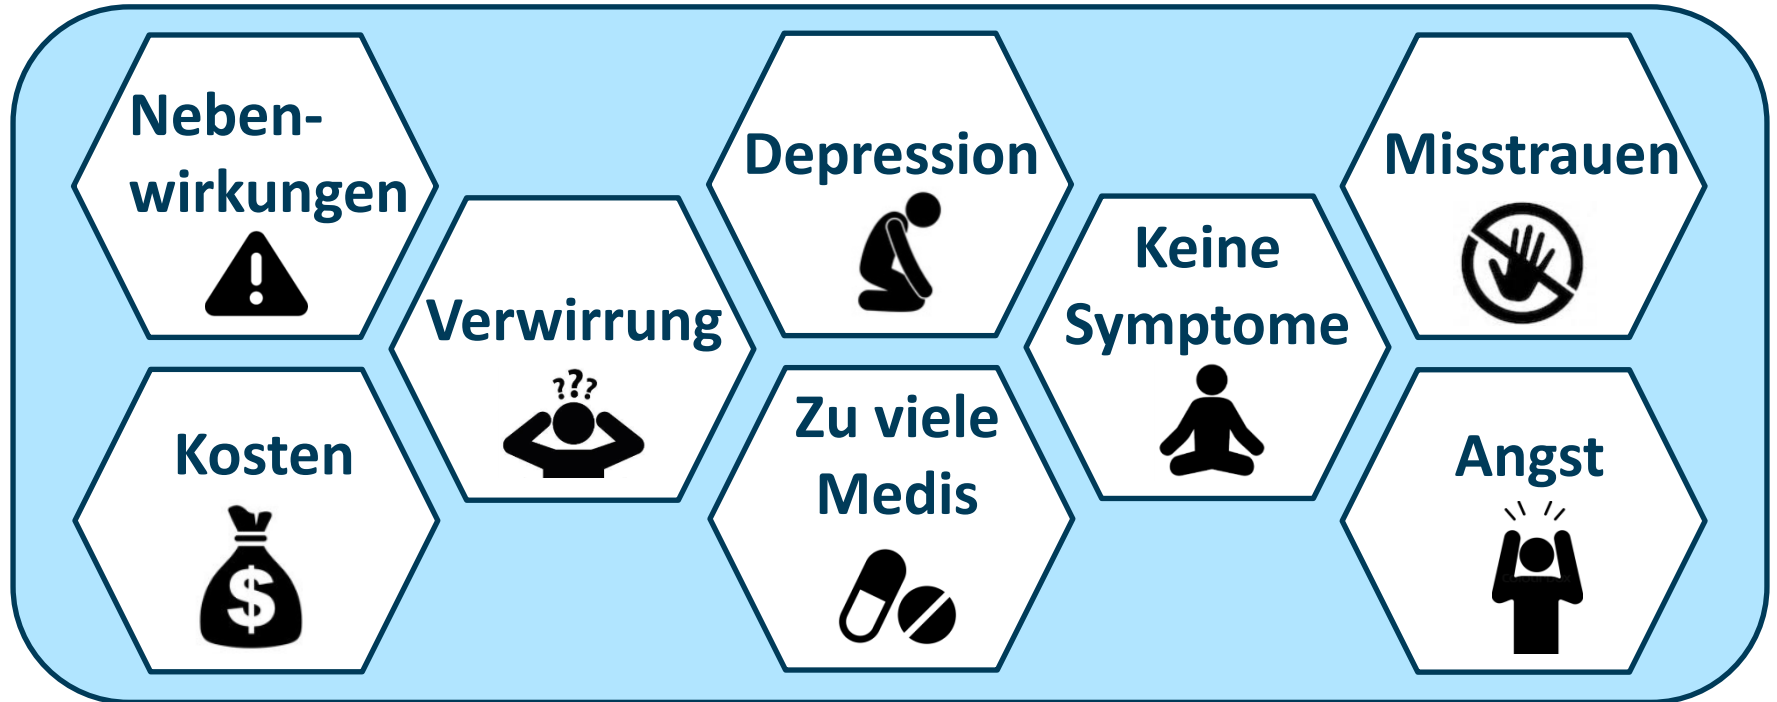 Neben-
wirkungen
Kosten
Verwirrung
???
Depression
Zu viele
Medis
Keine
Symptome
Misstrauen
Angst
$